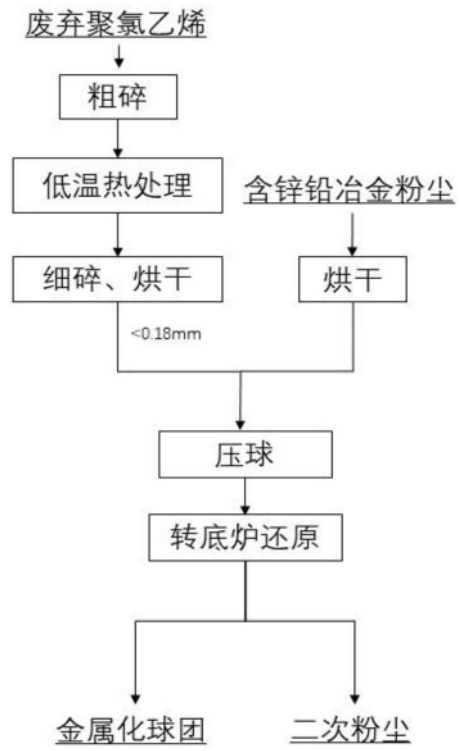 废弃聚氯乙烯
粗碎
低温热处理
含锌铅冶金粉尘
细碎、烘干
烘干
<0.18mm
压球
转底炉还原
金属化球团
二次粉尘